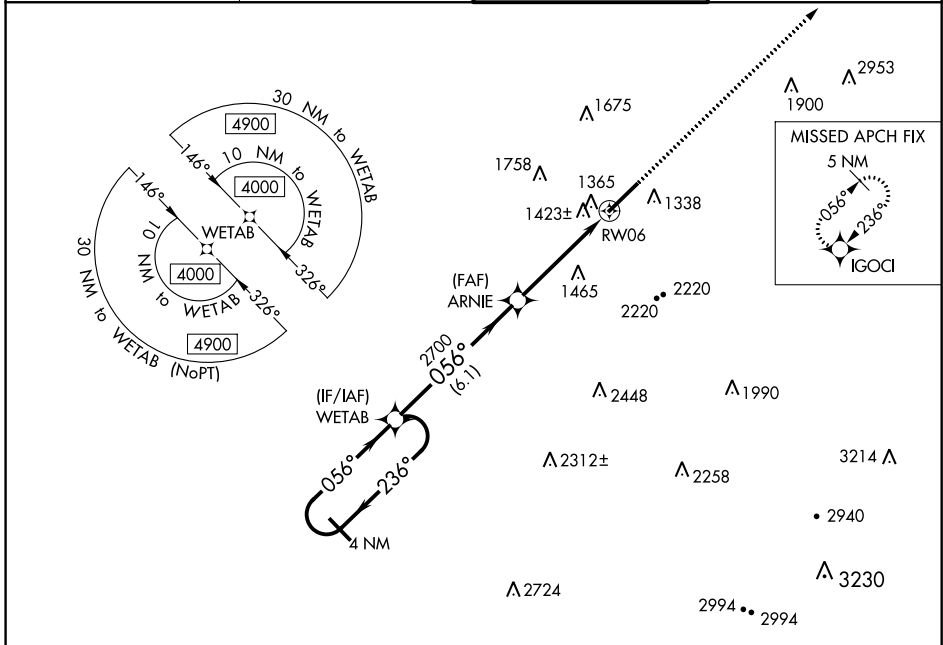 30 NM to WETAB
4900
146°
10 NM to WETAB
4000
326°
WETAB
146°
10 NM to WETAB
4000
326°
4900
30 NM to WETAB (NoPT)
1675
1900
2953
1758
1365
1423±
1338
RW06
MISSED APCH FIX
5 NM
056°
236°
IGOCI
(FAF)
ARNIE
1465
2220
2220
2700
056°
(6.1)
(IF/IAF)
WETAB
2448
1990
056°
236°
4 NM
2312±
2258
3214
2940
2724
3230
2994
2994